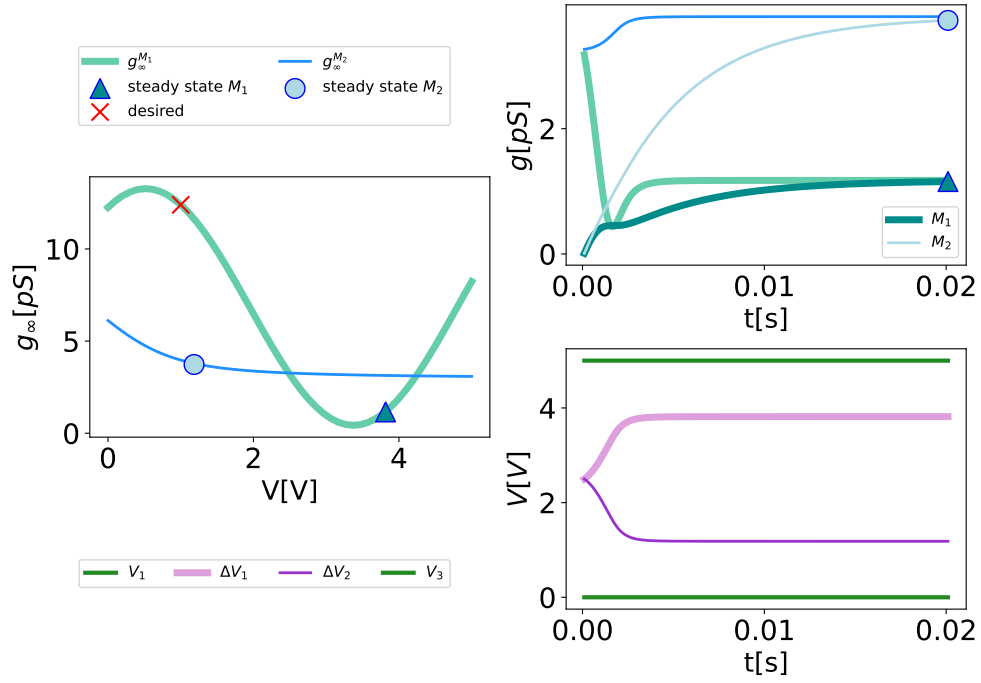 g∞^M₁ g∞^M₂
steady state M₁ steady state M₂
desired
g∞[pS]
10
5
0
0 2 4
V[V]
V₁ ΔV₁ ΔV₂ V₃
g[pS]
2
0
M₁
M₂
0.00 0.01 0.02
t[s]
V[V]
4
2
0
0.00 0.01 0.02
t[s]